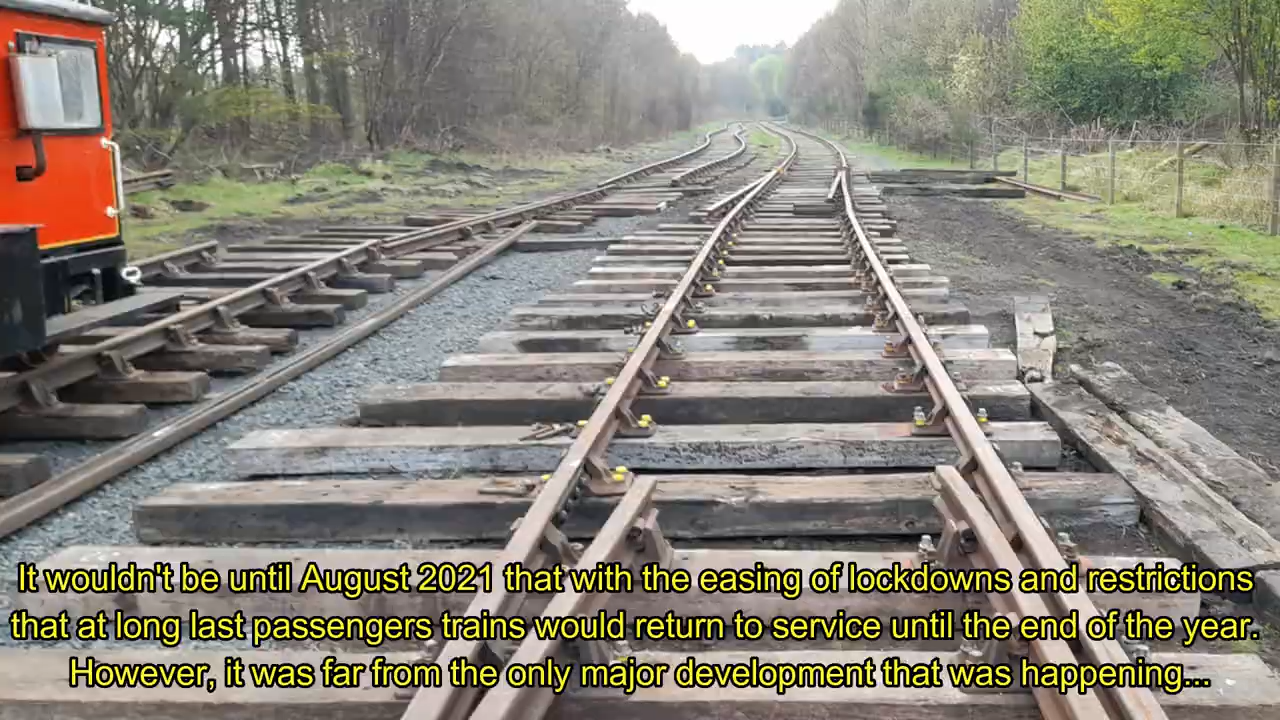 It wouldn't be until August 2021 that with the easing of lockdowns and restrictions
that at long last passengers trains would return to service until the end of the year.
However, it was far from the only major development that was happening...